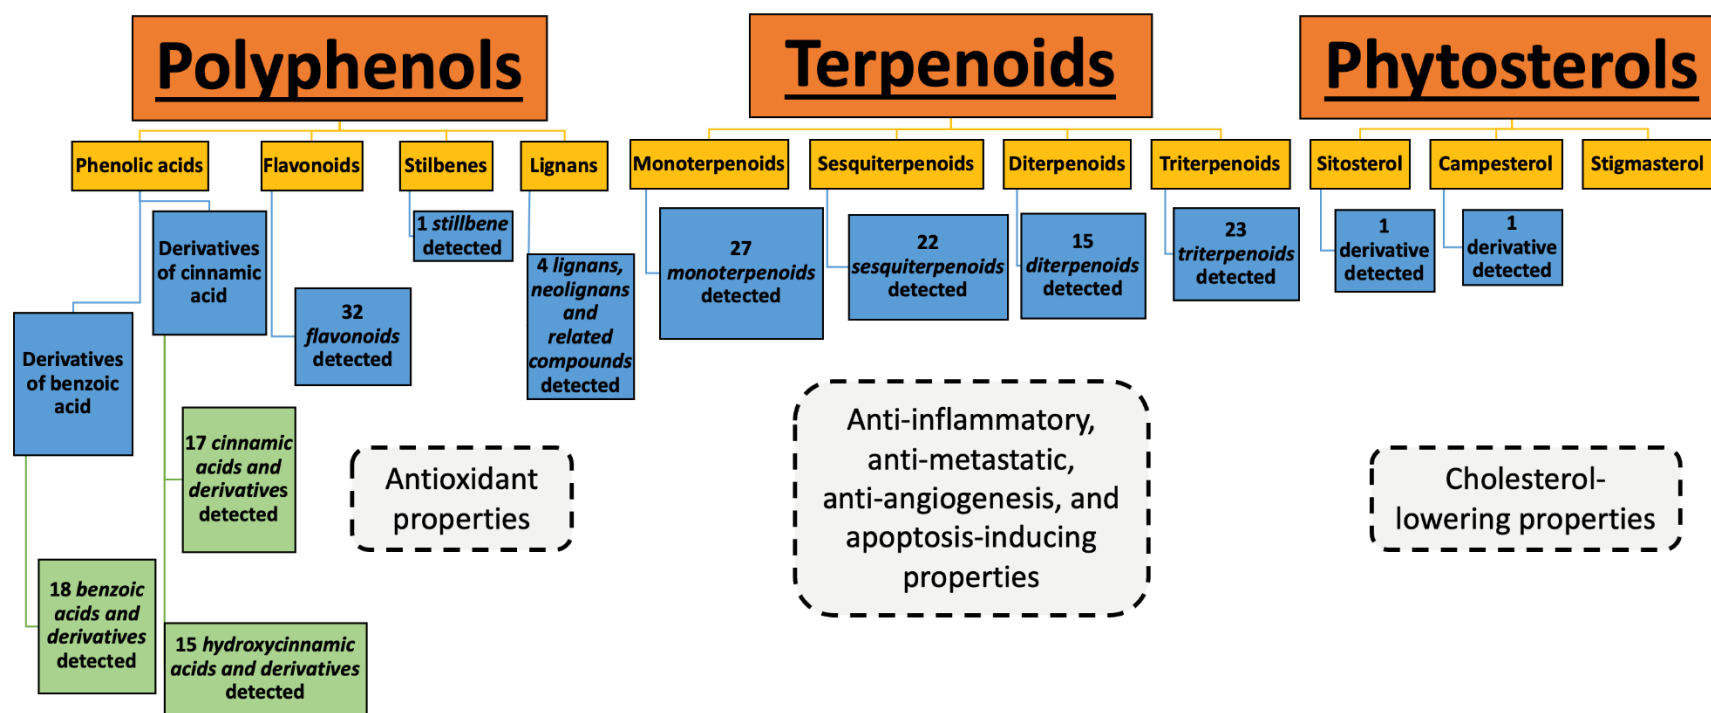 Polyphenols
Terpenoids
Phytosterols
Phenolic acids
Flavonoids
Stilbenes
Lignans
Monoterpenoids
Sesquiterpenoids
Diterpenoids
Triterpenoids
Sitosterol
Campesterol
Stigmasterol
Derivatives
of cinnamic
acid
1 stillbene
detected
4 lignans,
neolignans
and
related
compounds
detected
27
monoterpenoids
detected
22
sesquiterpenoids
detected
15
diterpenoids
detected
23
triterpenoids
detected
1
derivative
detected
1
derivative
detected
Derivatives
of benzoic
acid
32
flavonoids
detected
17 cinnamic
acids and
derivatives
detected
18 benzoic
acids and
derivatives
detected
15 hydroxycinnamic
acids and derivatives
detected
Antioxidant
properties
Anti-inflammatory,
anti-metastatic,
anti-angiogenesis, and
apoptosis-inducing
properties
Cholesterol-
lowering properties